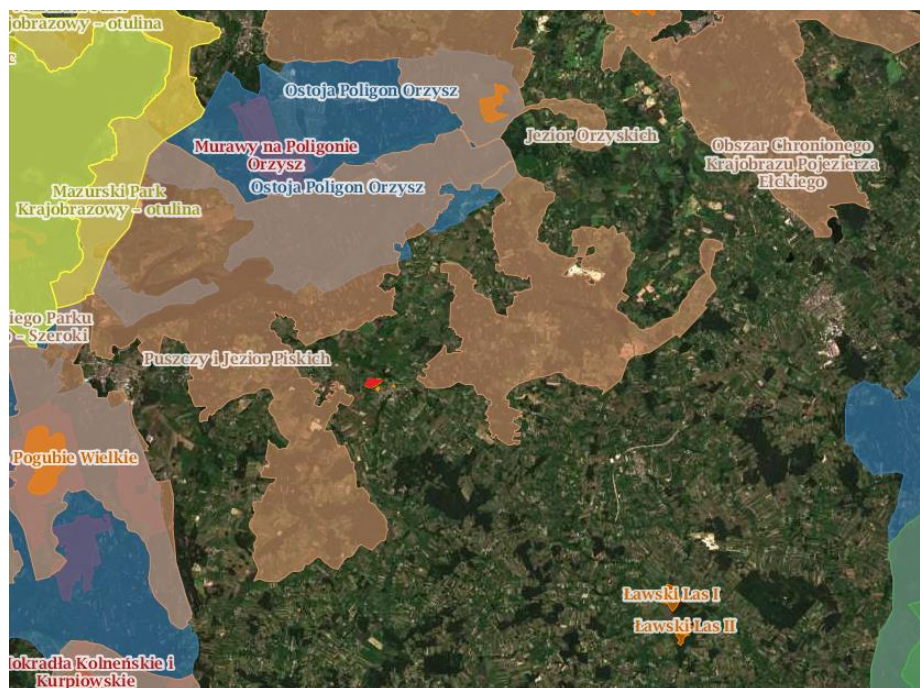 jobrazowy – otulina
Ostoja Poligon Orzysz
Murawy na Poligonie
Orzysz
Ostoja Poligon Orzysz
Jezior Orzyskich
Obszar Chronionego
Krajobrazu Pojezierza
Ełckiego
Mazurski Park
Krajobrazowy – otulina
iego Parku
– Szeroki
Puszczy i Jezior Piskich
Pogubie Wielkie
Ławski Las I
Ławski Las II
Mokradła Kolneńskie i
Kurpiowskie